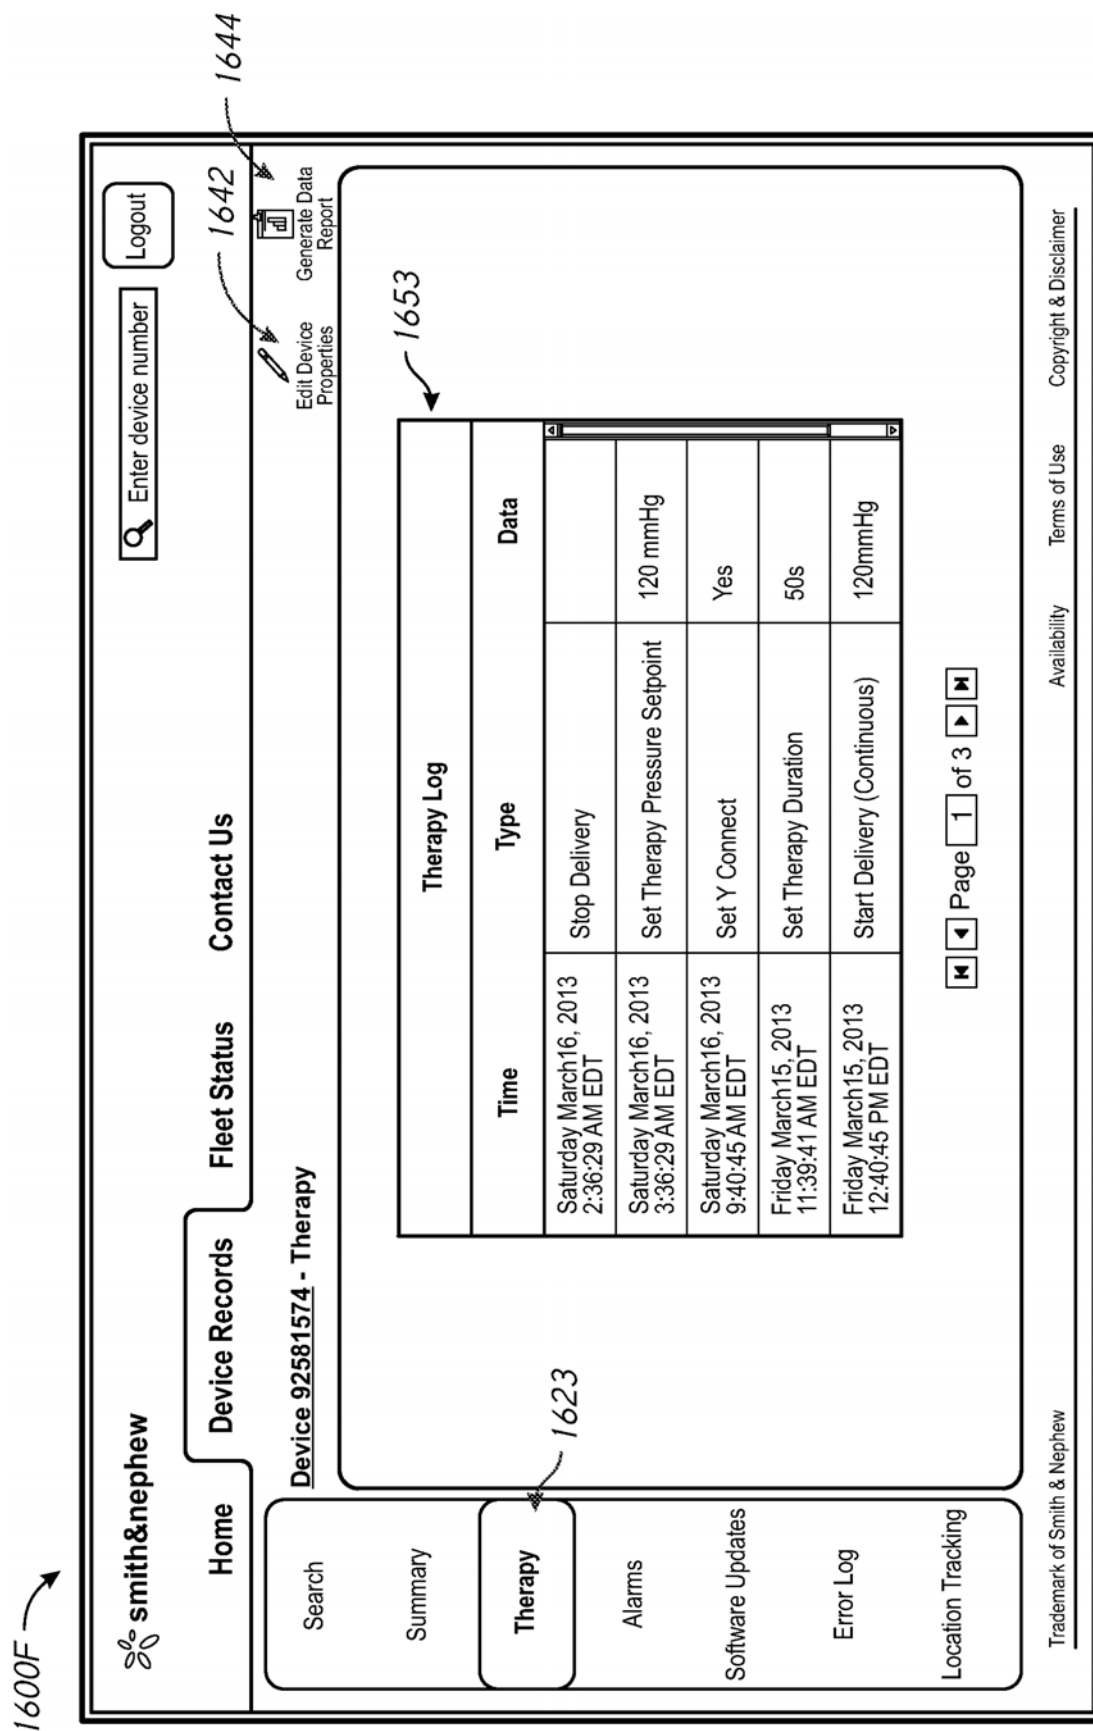 1600F
smith&nephew
Enter device number
Logout
Home
Device Records
Fleet Status
Contact Us
1642
1644
Device 92581574 - Therapy
Edit Device
Properties
Generate Data
Report
Search
Summary
Therapy
Alarms
Software Updates
Error Log
Location Tracking
1623
1653
Therapy Log
Time Type Data
Saturday March16, 2013
2:36:29 AM EDT
Stop Delivery
Saturday March16, 2013
3:36:29 AM EDT
Set Therapy Pressure Setpoint
120 mmHg
Saturday March16, 2013
9:40:45 AM EDT
Set Y Connect
Yes
Friday March15, 2013
11:39:41 AM EDT
Set Therapy Duration
50s
Friday March15, 2013
12:40:45 PM EDT
Start Delivery (Continuous)
120mmHg
Page 1 of 3
Trademark of Smith & Nephew
Availability
Terms of Use
Copyright & Disclaimer